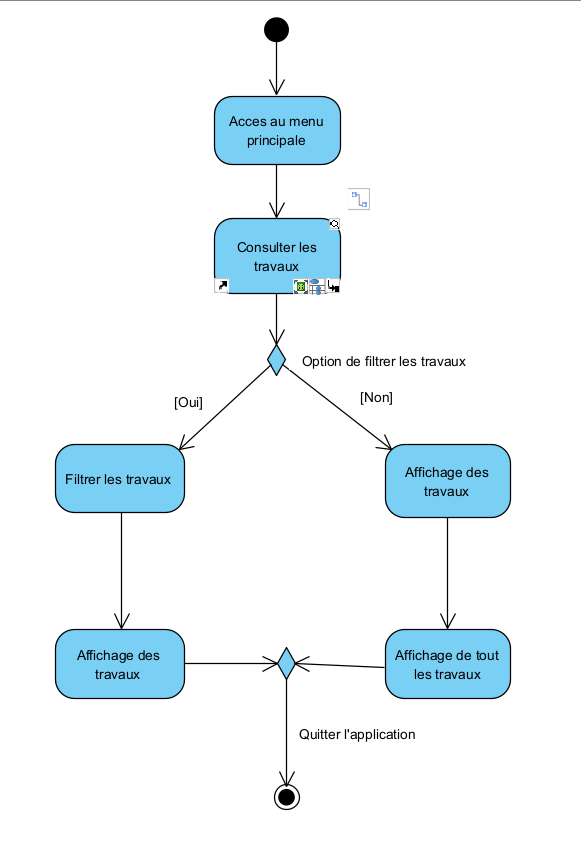 Acces au menu
principale
Consulter les
travaux
Option de filtrer les travaux
[Oui]
[Non]
Filtrer les travaux
Affichage des
travaux
Affichage des
travaux
Affichage de tout
les travaux
Quitter l'application